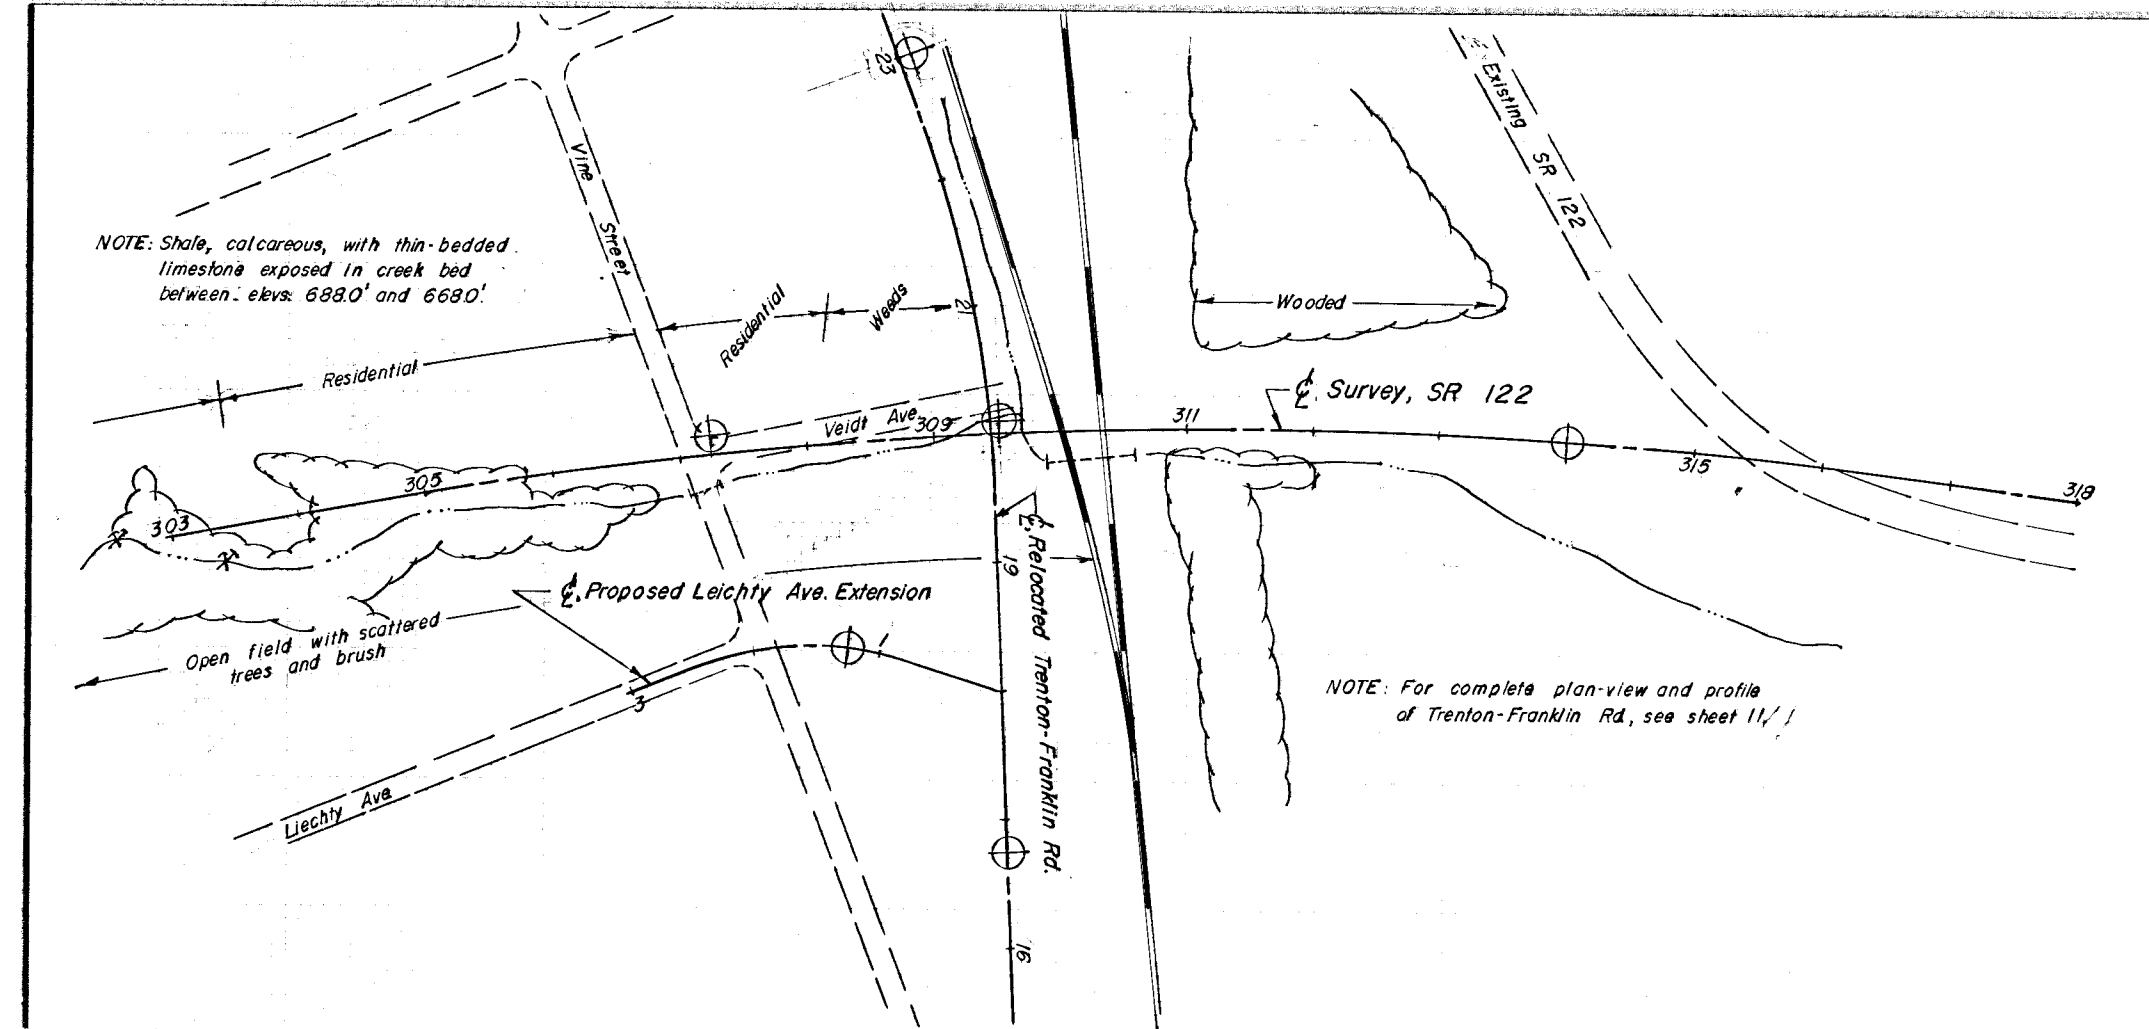 23
Existing SR 122
Vine Street
NOTE: Shale, calcareous, with thin-bedded
limestone exposed in creek bed
between elevs. 688.0' and 668.0'.
Residential
Weeds
21
Wooded
Residential
℄ Survey, SR 122
Veidt Ave.
309
311
303
305
315
318
℄ Proposed Leichty Ave. Extension
19
℄ Relocated Trenton-Franklin Rd.
Open field with scattered
trees and brush
3
1
NOTE: For complete plan-view and profile
of Trenton-Franklin Rd., see sheet 11
Liechty Ave
16